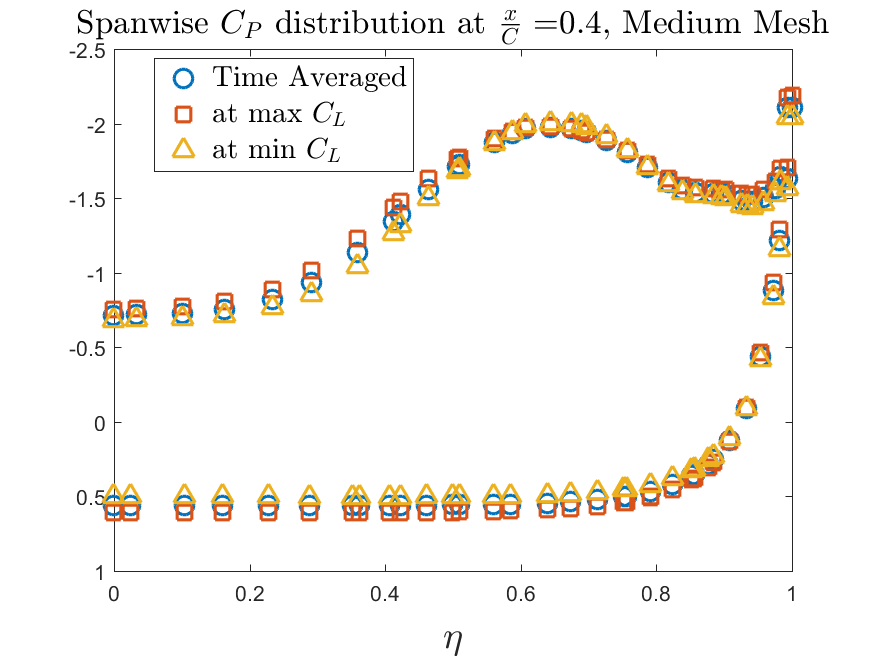 Spanwise C_P distribution at x/C =0.4, Medium Mesh
-2.5
Time Averaged
at max C_L
at min C_L
-2
-1.5
-1
-0.5
0
0.5
1
0 0.2 0.4 0.6 0.8 1
η